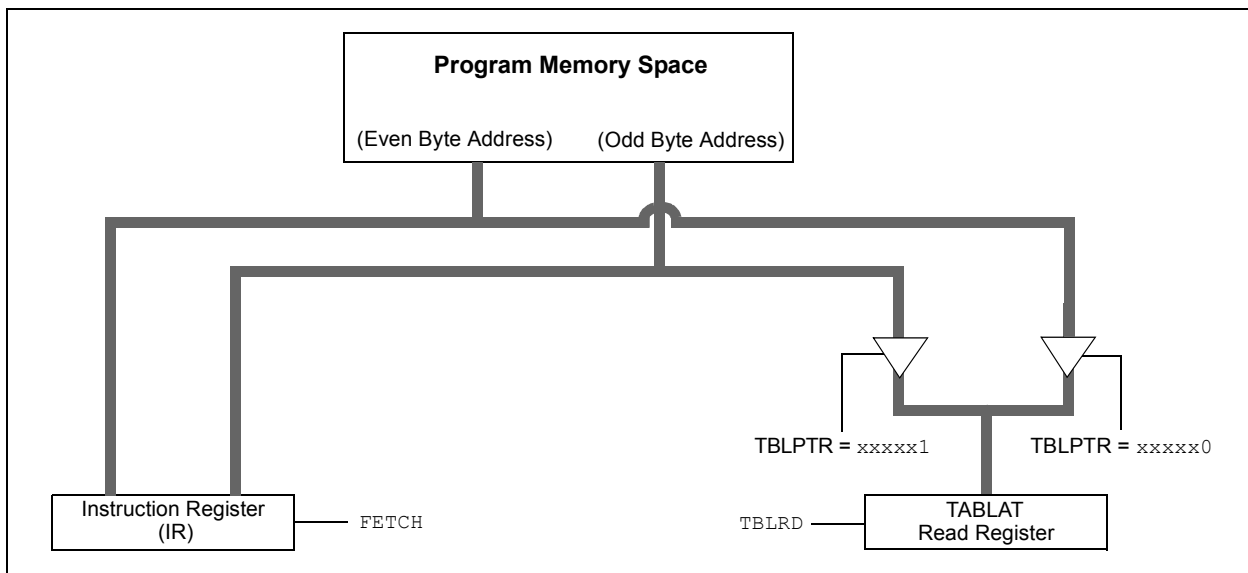 Program Memory Space
(Even Byte Address)
(Odd Byte Address)
TBLPTR = xxxxx1
TBLPTR = xxxxx0
Instruction Register
(IR)
FETCH
TBLRD
TABLAT
Read Register